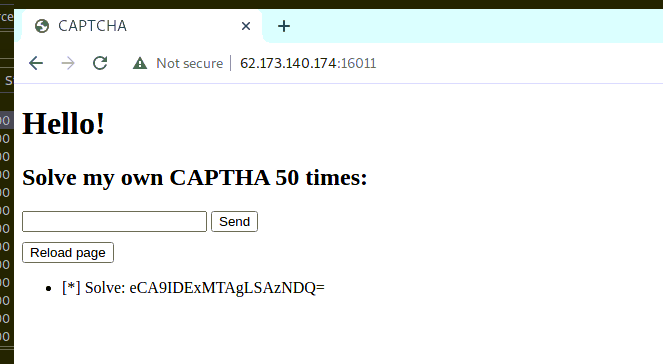 CAPTCHA
Not secure
62.173.140.174:16011
Hello!
Solve my own CAPTHA 50 times:
Send
Reload page
[*] Solve: eCA9IDExMTAgLSAzNDQ=